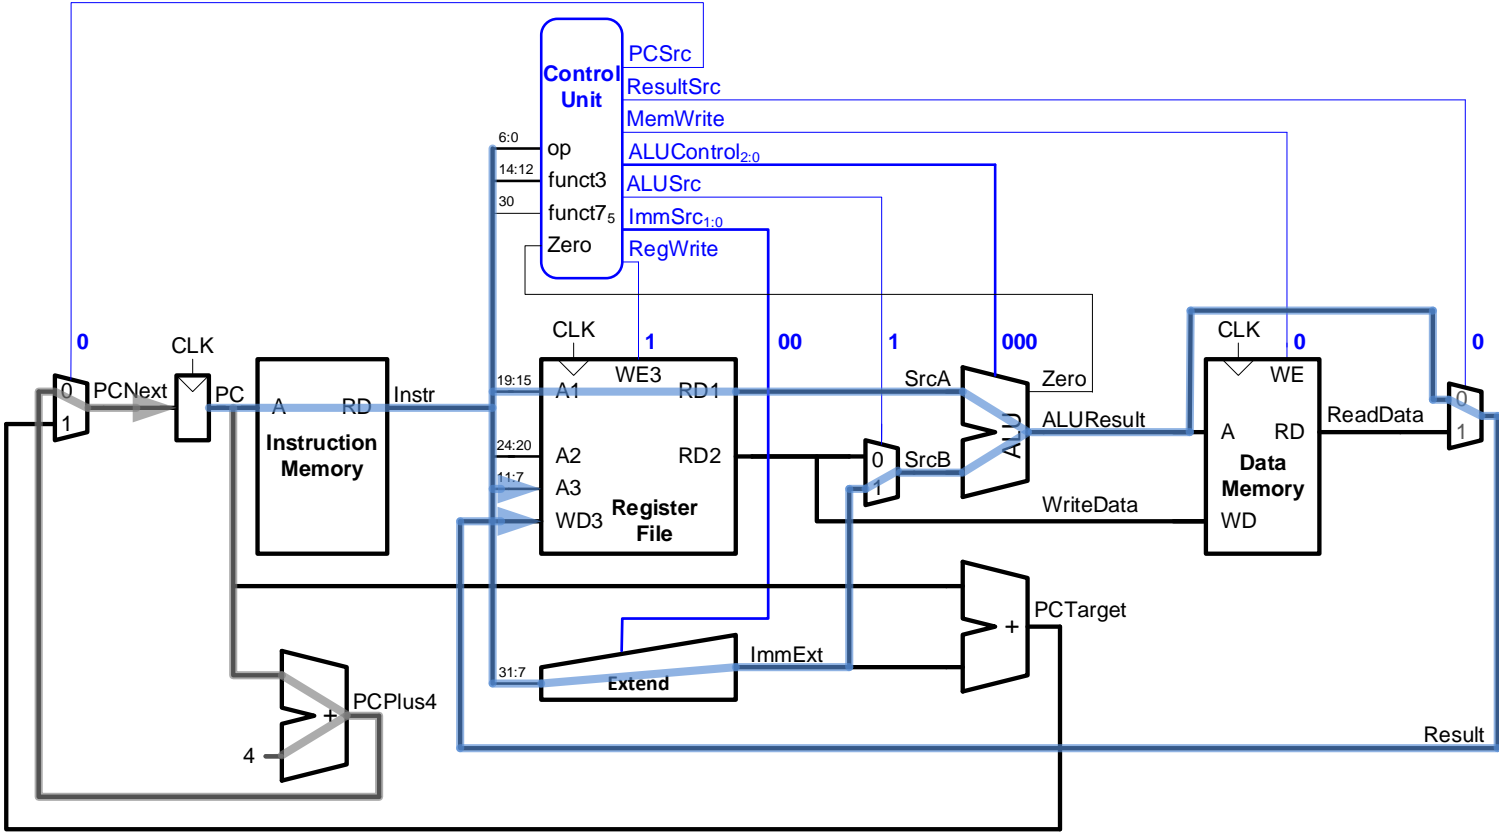 PCSrc
Control
Unit
ResultSrc
MemWrite
6:0
op
ALUControl2:0
14:12
funct3
ALUSrc
30
funct75
ImmSrc1:0
Zero
RegWrite
0
CLK
CLK
1
00
1
000
CLK
0
0
0
1
PCNext
PC
A
RD
Instr
Instruction
Memory
19:15
A1
WE3
RD1
SrcA
Zero
ALU
ALUResult
WE
A
RD
ReadData
0
1
24:20
A2
RD2
0
1
SrcB
Data
Memory
11:7
A3
WD3
Register
File
WriteData
WD
PCTarget
+
31:7
Extend
ImmExt
PCPlus4
+
4
Result